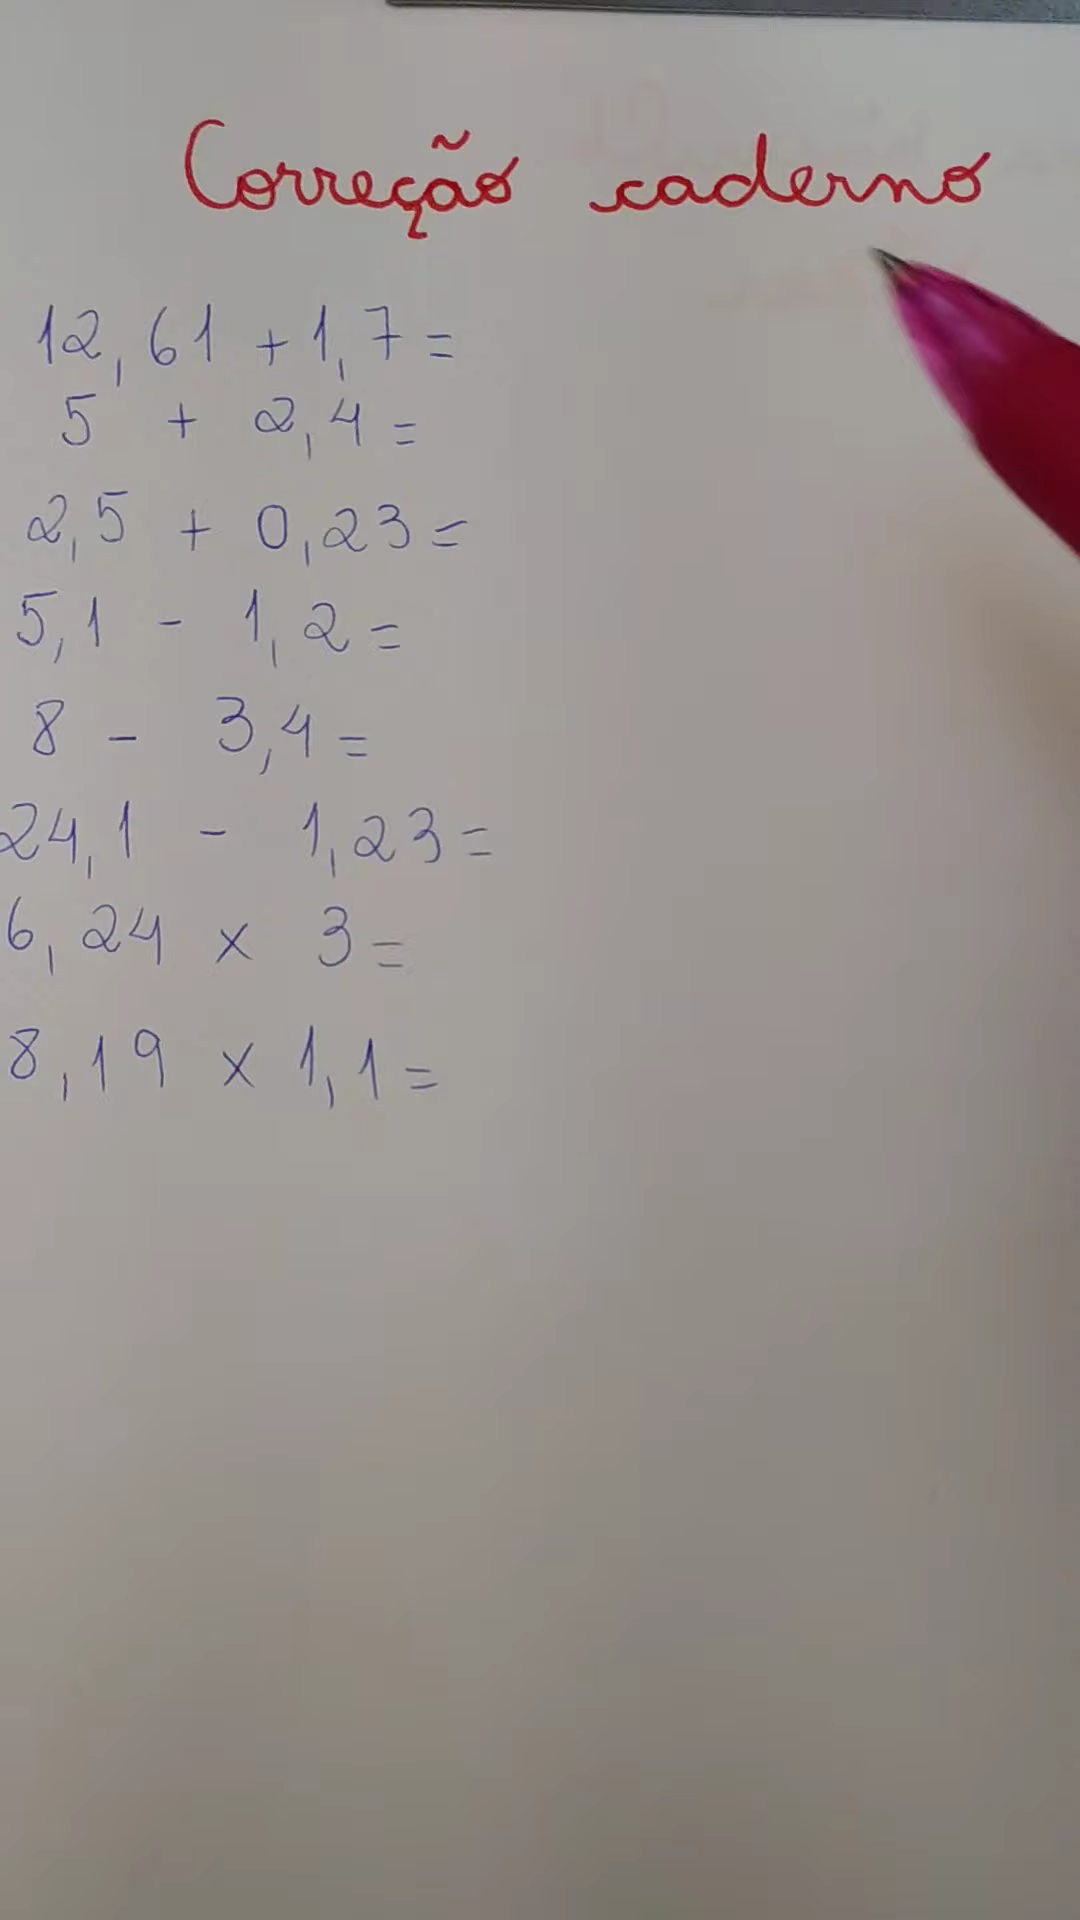 Correção caderno
12,61 + 1,7 =
5 + 2,4 =
2,5 + 0,23 =
5,1 - 1,2 =
8 - 3,4 =
24,1 - 1,23 =
6,24 x 3 =
8,19 x 1,1 =